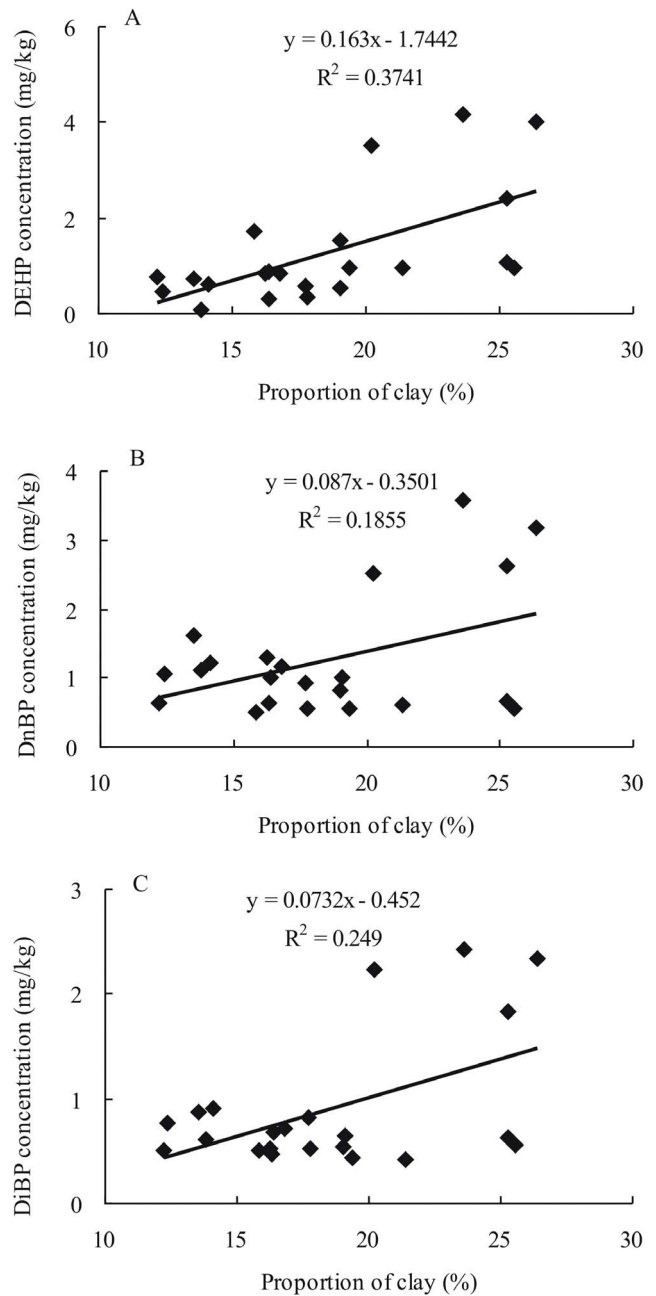 A
y = 0.163x - 1.7442
R² = 0.3741
DEHP concentration (mg/kg)
6
4
2
0
10 15 20 25 30
Proportion of clay (%)
B
y = 0.087x - 0.3501
R² = 0.1855
DnBP concentration (mg/kg)
4
3
2
1
0
10 15 20 25 30
Proportion of clay (%)
C
y = 0.0732x - 0.452
R² = 0.249
DiBP concentration (mg/kg)
3
2
1
0
10 15 20 25 30
Proportion of clay (%)